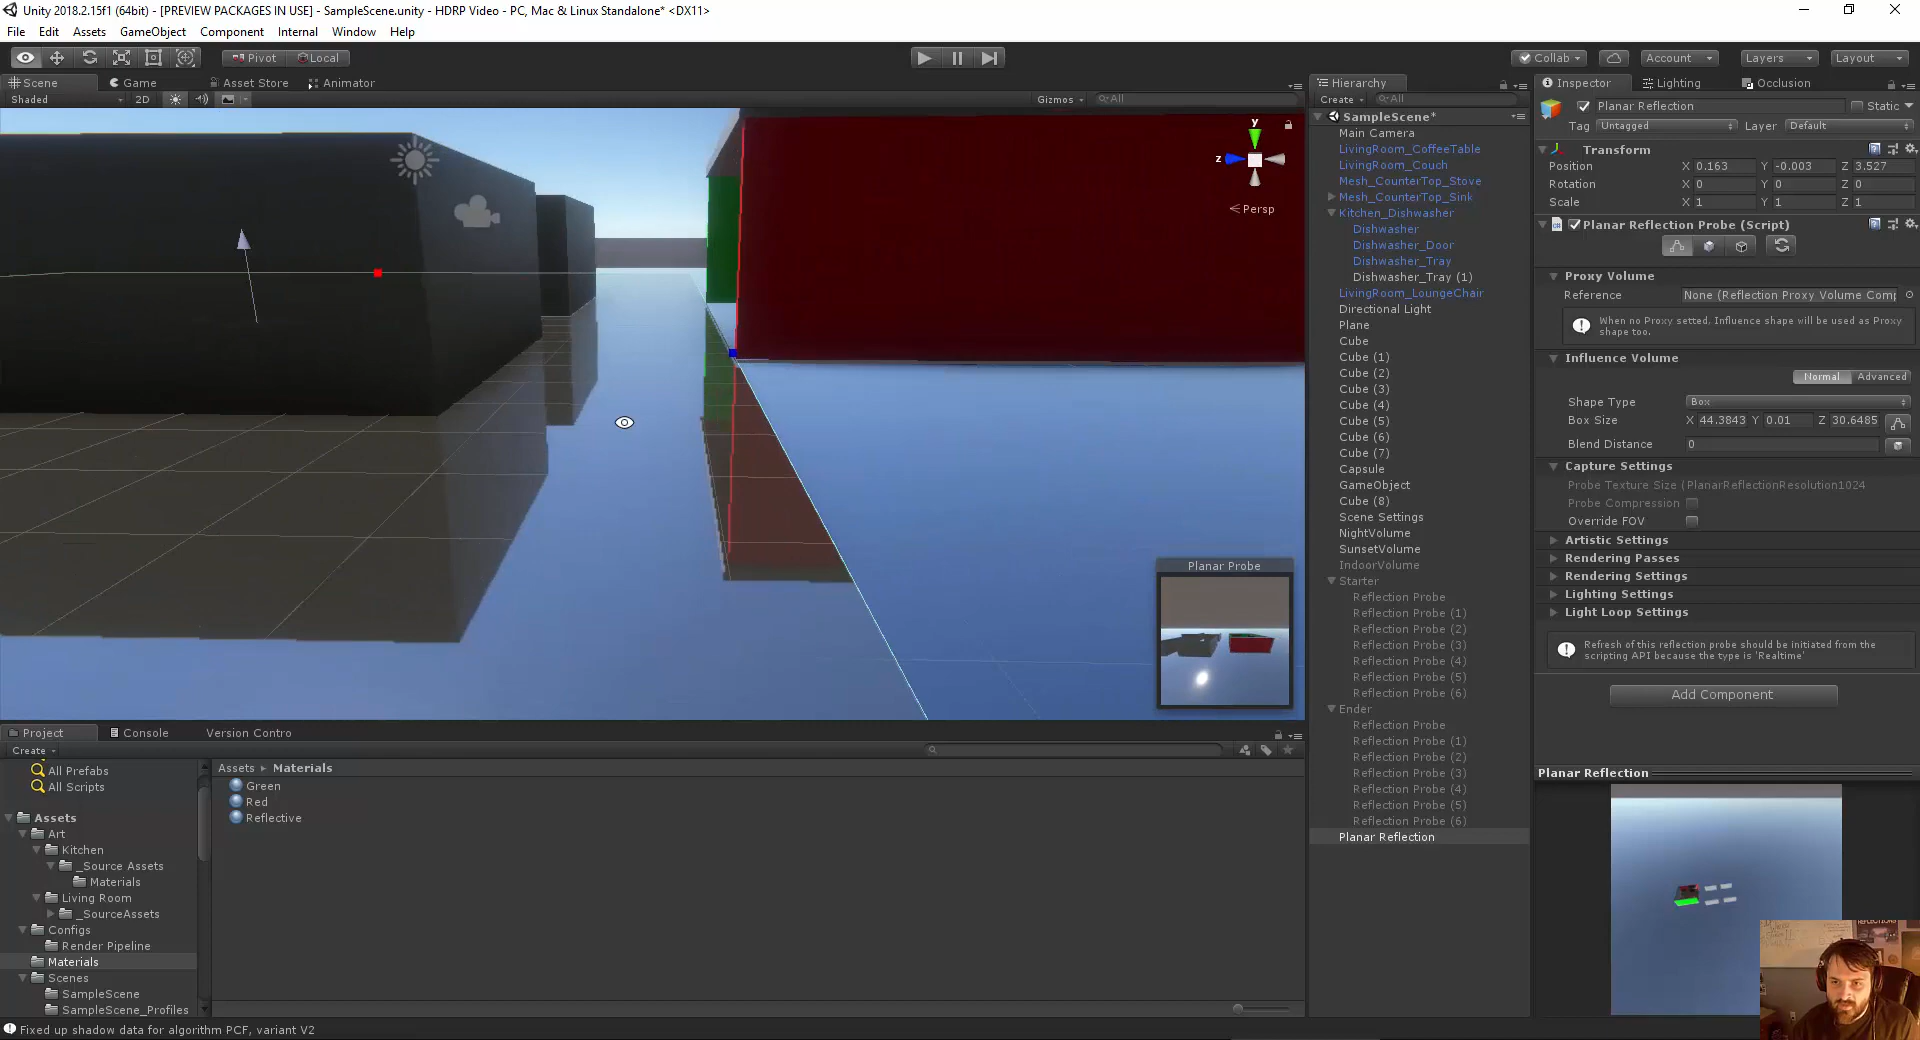 Unity 2018.2.15f1 (64bit) - [PREVIEW PACKAGES IN USE] - SampleScene.unity - HDRP Video - PC, Mac & Linux Standalone* <DX11>
File Edit Assets GameObject Component Internal Window Help
Pivot Local Collab Account Layers Layout
Scene Game Asset Store Animator
Shaded 2D Gizmos All
y
z
Persp
Planar Probe
Hierarchy
Create All
SampleScene*
Main Camera
LivingRoom_CoffeeTable
LivingRoom_Couch
Mesh_CounterTop_Stove
Mesh_CounterTop_Sink
Kitchen_Dishwasher
Dishwasher
Dishwasher_Door
Dishwasher_Tray
Dishwasher_Tray (1)
LivingRoom_LoungeChair
Directional Light
Plane
Cube
Cube (1)
Cube (2)
Cube (3)
Cube (4)
Cube (5)
Cube (6)
Cube (7)
Capsule
GameObject
Cube (8)
Scene Settings
NightVolume
SunsetVolume
IndoorVolume
Starter
Reflection Probe
Reflection Probe (1)
Reflection Probe (2)
Reflection Probe (3)
Reflection Probe (4)
Reflection Probe (5)
Reflection Probe (6)
Ender
Reflection Probe
Reflection Probe (1)
Reflection Probe (2)
Reflection Probe (3)
Reflection Probe (4)
Reflection Probe (5)
Reflection Probe (6)
Planar Reflection
Inspector Lighting Occlusion
Planar Reflection Static
Tag Untagged Layer Default
Transform
Position X 0.163 Y -0.003 Z 3.527
Rotation X 0 Y 0 Z 0
Scale X 1 Y 1 Z 1
Planar Reflection Probe (Script)
Proxy Volume
Reference None (Reflection Proxy Volume Comp
When no Proxy setted, Influence shape will be used as Proxy
shape too.
Influence Volume
Normal Advanced
Shape Type Box
Box Size X 44.3843 Y 0.01 Z 30.6485
Blend Distance 0
Capture Settings
Probe Texture Size (PlanarReflectionResolution1024
Probe Compression
Override FOV
Artistic Settings
Rendering Passes
Rendering Settings
Lighting Settings
Light Loop Settings
Refresh of this reflection probe should be initiated from the
scripting API because the type is 'Realtime'
Add Component
Planar Reflection
Project Console Version Contro
Create
All Prefabs
All Scripts
Assets
Art
Kitchen
_Source Assets
Materials
Living Room
_SourceAssets
Configs
Render Pipeline
Materials
Scenes
SampleScene
SampleScene_Profiles
Assets Materials
Green
Red
Reflective
Fixed up shadow data for algorithm PCF, variant V2